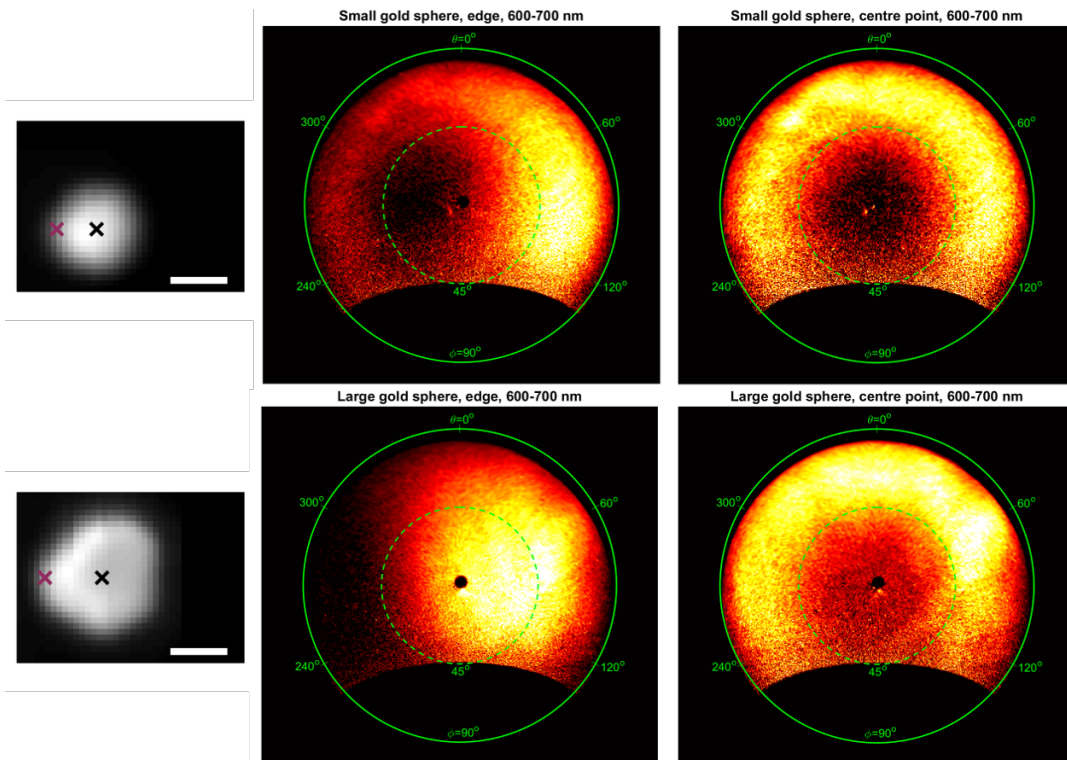 Small gold sphere, edge, 600-700 nm
θ=0°
300°
60°
240°
45°
120°
ϕ=90°
Small gold sphere, centre point, 600-700 nm
θ=0°
300°
60°
240°
45°
120°
ϕ=90°
Large gold sphere, edge, 600-700 nm
θ=0°
300°
60°
240°
45°
120°
ϕ=90°
Large gold sphere, centre point, 600-700 nm
θ=0°
300°
60°
240°
45°
120°
ϕ=90°